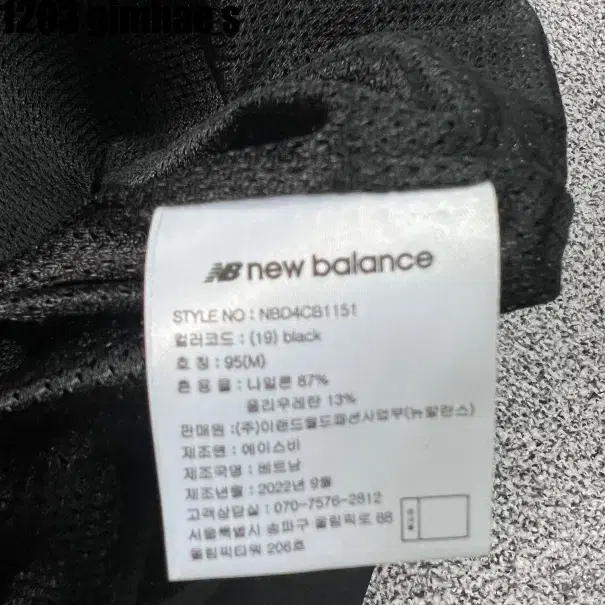 1203 gimhae s
NB new balance
STYLE NO : NBD4CB1151
컬러코드 : (19) black
호 칭 : 95(M)
혼 용 율 : 나일론 87%
폴리우레탄 13%
판매원 : (주)이랜드월드패션사업부(뉴발란스)
제조원 : 에이스비
제조국명 : 베트남
제조년월 : 2022년 9월
고객상담실 : 070-7576-2812
서울특별시 송파구 올림픽로 88
올림픽타워 206호